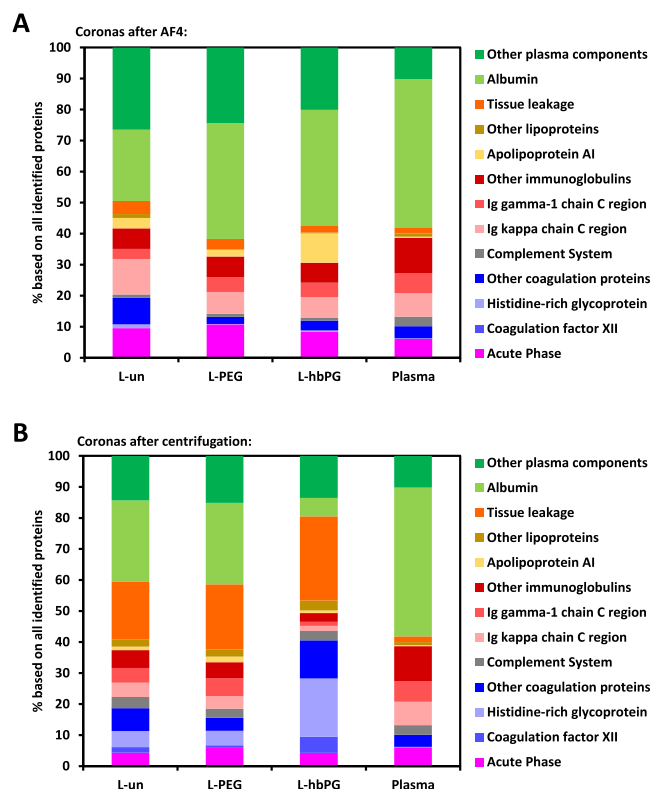 A
Coronas after AF4:
% based on all identified proteins
100
90
80
70
60
50
40
30
20
10
0
L-un
L-PEG
L-hbPG
Plasma
Other plasma components
Albumin
Tissue leakage
Other lipoproteins
Apolipoprotein AI
Other immunoglobulins
Ig gamma-1 chain C region
Ig kappa chain C region
Complement System
Other coagulation proteins
Histidine-rich glycoprotein
Coagulation factor XII
Acute Phase
B
Coronas after centrifugation:
% based on all identified proteins
100
90
80
70
60
50
40
30
20
10
0
L-un
L-PEG
L-hbPG
Plasma
Other plasma components
Albumin
Tissue leakage
Other lipoproteins
Apolipoprotein AI
Other immunoglobulins
Ig gamma-1 chain C region
Ig kappa chain C region
Complement System
Other coagulation proteins
Histidine-rich glycoprotein
Coagulation factor XII
Acute Phase